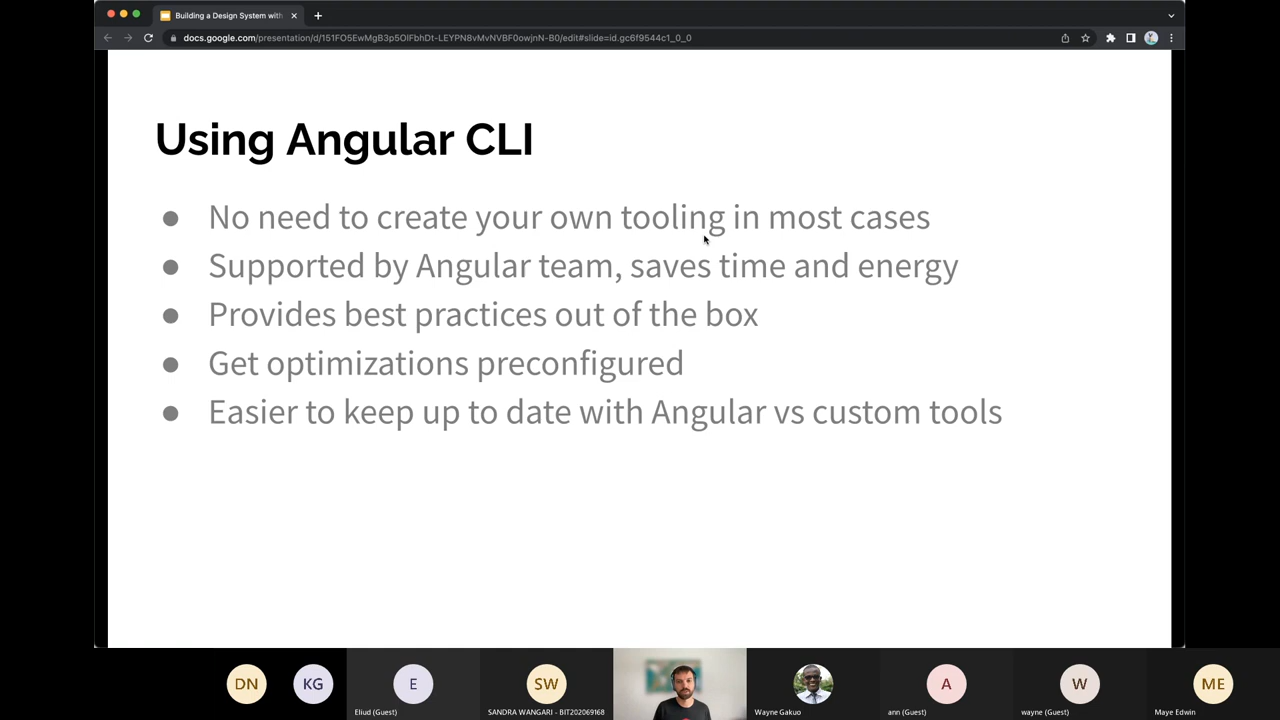 Building a Design System with
docs.google.com/presentation/d/151FO5EwMgB3p5OIFbhDt-LEYPN8vMvNVBF0owjnN-B0/edit#slide=id.gc6f9544c1_0_0
Using Angular CLI
● No need to create your own tooling in most cases
● Supported by Angular team, saves time and energy
● Provides best practices out of the box
● Get optimizations preconfigured
● Easier to keep up to date with Angular vs custom tools
DN
KG
E
SW
A
W
ME
Eliud (Guest)
SANDRA WANGARI - BIT202069168
Wayne Gakuo
ann (Guest)
wayne (Guest)
Maye Edwin